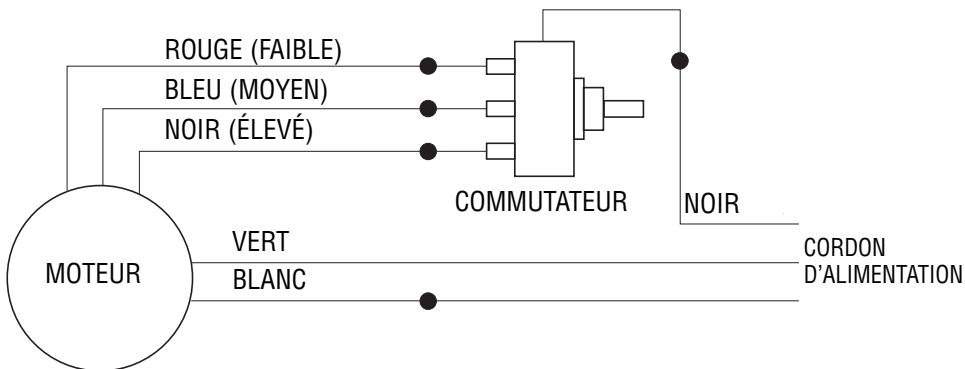 ROUGE (FAIBLE)
BLEU (MOYEN)
NOIR (ÉLEVÉ)
COMMUTATEUR
NOIR
VERT
MOTEUR
BLANC
CORDON
D'ALIMENTATION